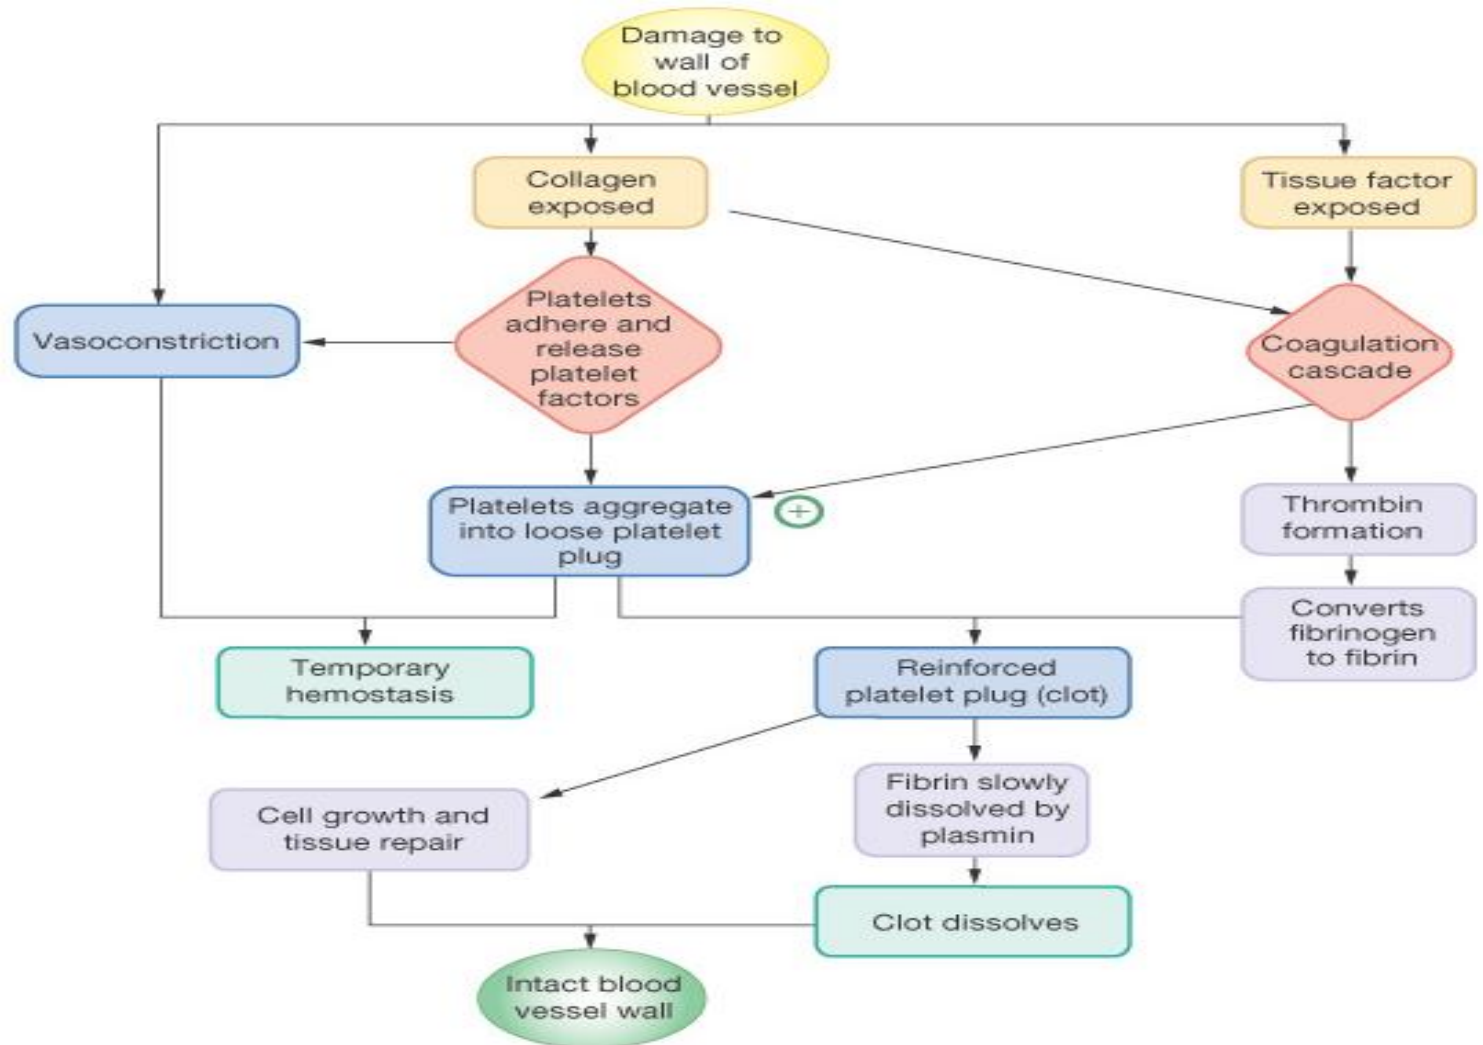 Damage to
wall of
blood vessel
Collagen
exposed
Tissue factor
exposed
Vasoconstriction
Platelets
adhere and
release
platelet
factors
Coagulation
cascade
Platelets aggregate
into loose platelet
plug
+
Thrombin
formation
Converts
fibrinogen
to fibrin
Temporary
hemostasis
Reinforced
platelet plug (clot)
Cell growth and
tissue repair
Fibrin slowly
dissolved by
plasmin
Clot dissolves
Intact blood
vessel wall